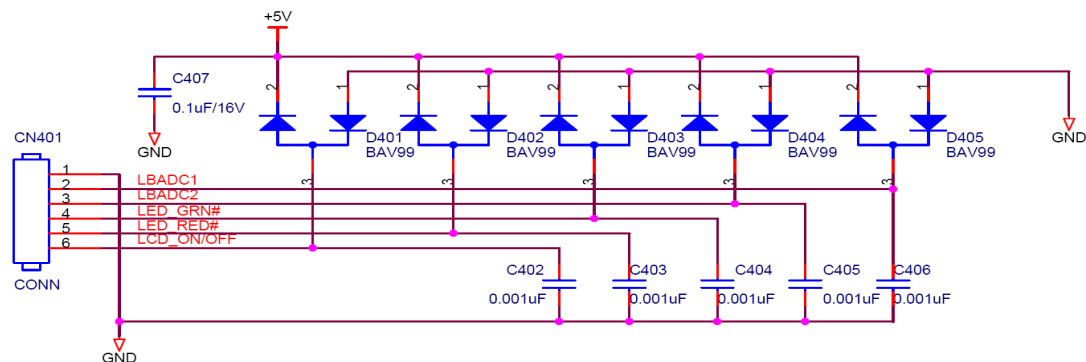 +5V
C407
0.1uF/16V
GND
2
1
2
1
2
1
2
1
2
1
D401
BAV99
D402
BAV99
D403
BAV99
D404
BAV99
D405
BAV99
GND
3
3
3
3
3
CN401
1
2
3
4
5
6
CONN
LBADC1
LBADC2
LED_GRN#
LED_RED#
LCD_ON/OFF
C402
0.001uF
C403
0.001uF
C404
0.001uF
C405
0.001uF
C406
0.001uF
GND